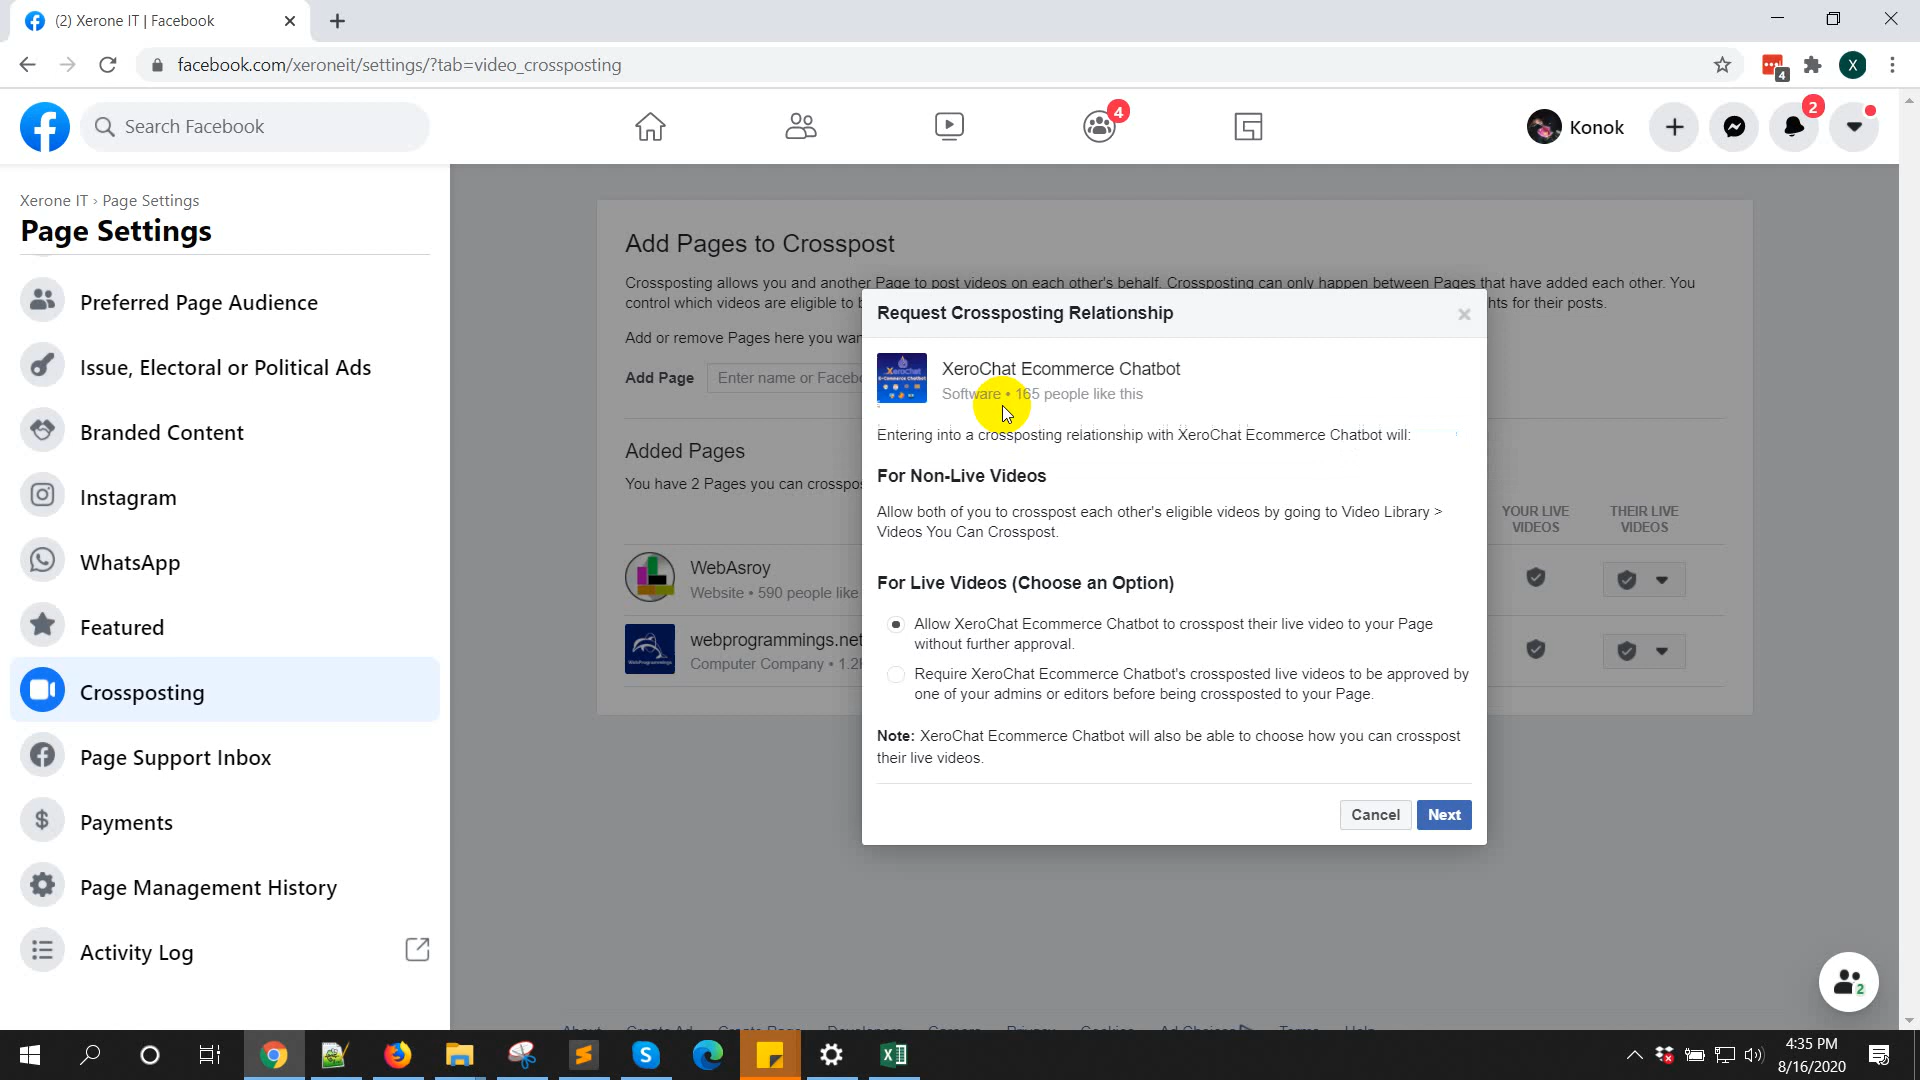 (2) Xerone IT | Facebook
facebook.com/xeroneit/settings/?tab=video_crossposting
4
X
Search Facebook
4
Konok
2
Xerone IT › Page Settings
Page Settings
Preferred Page Audience
Issue, Electoral or Political Ads
Branded Content
Instagram
WhatsApp
Featured
Crossposting
Page Support Inbox
Payments
Page Management History
Activity Log
Add Pages to Crosspost
Crossposting allows you and another Page to post videos on each other's behalf. Crossposting can only happen between Pages that have added each other. You
control which videos are eligible to
hts for their posts.
Add or remove Pages here you
Add Page
Enter name or
Added Pages
You have 2 Pages you can
YOUR LIVE
VIDEOS
THEIR LIVE
VIDEOS
WebAsroy
Website • 590 people like
webprogrammings.net
Computer Company • 1.2
Request Crossposting Relationship
XeroChat Ecommerce Chatbot
Software • 165 people like this
Entering into a crossposting relationship with XeroChat Ecommerce Chatbot will:
For Non-Live Videos
Allow both of you to crosspost each other's eligible videos by going to Video Library >
Videos You Can Crosspost.
For Live Videos (Choose an Option)
Allow XeroChat Ecommerce Chatbot to crosspost their live video to your Page
without further approval.
Require XeroChat Ecommerce Chatbot's crossposted live videos to be approved by
one of your admins or editors before being crossposted to your Page.
Note: XeroChat Ecommerce Chatbot will also be able to choose how you can crosspost
their live videos.
Cancel
Next
2
4:35 PM
8/16/2020